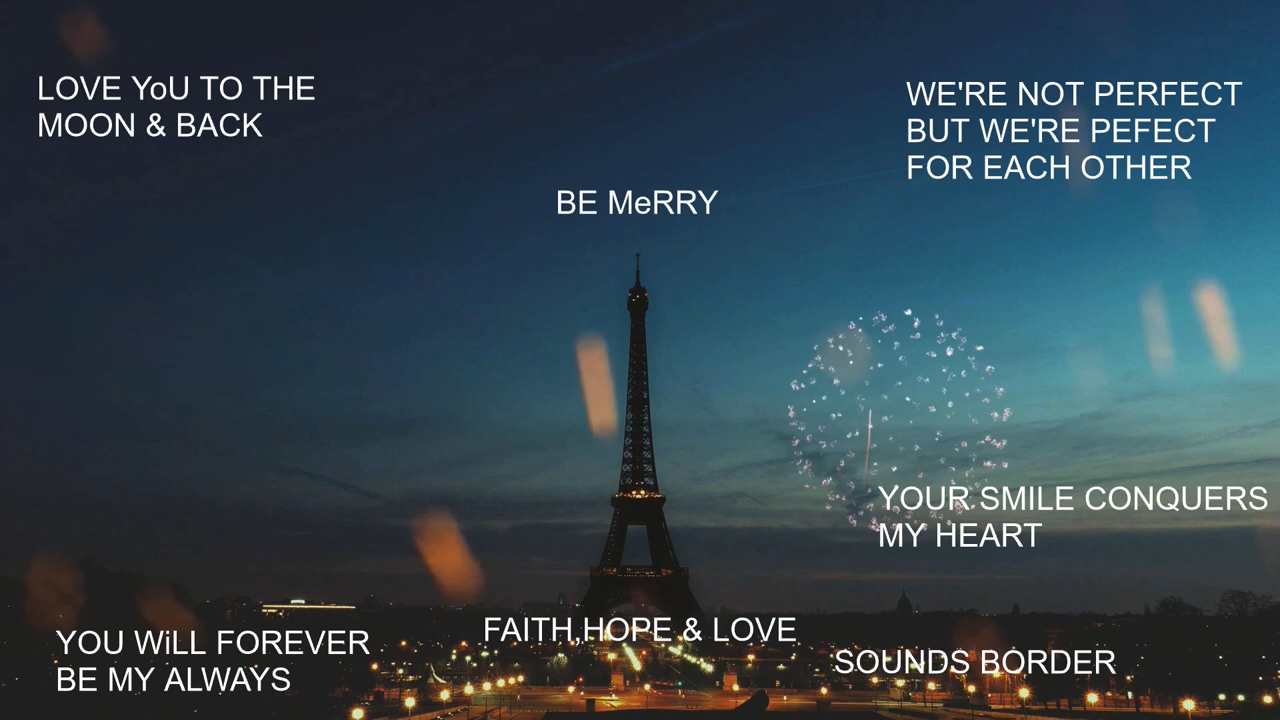 LOVE YoU TO THE
MOON & BACK
WE'RE NOT PERFECT
BUT WE'RE PEFECT
FOR EACH OTHER
BE MeRRY
YOUR SMILE CONQUERS
MY HEART
FAITH,HOPE & LOVE
YOU WiLL FOREVER
BE MY ALWAYS
SOUNDS BORDER